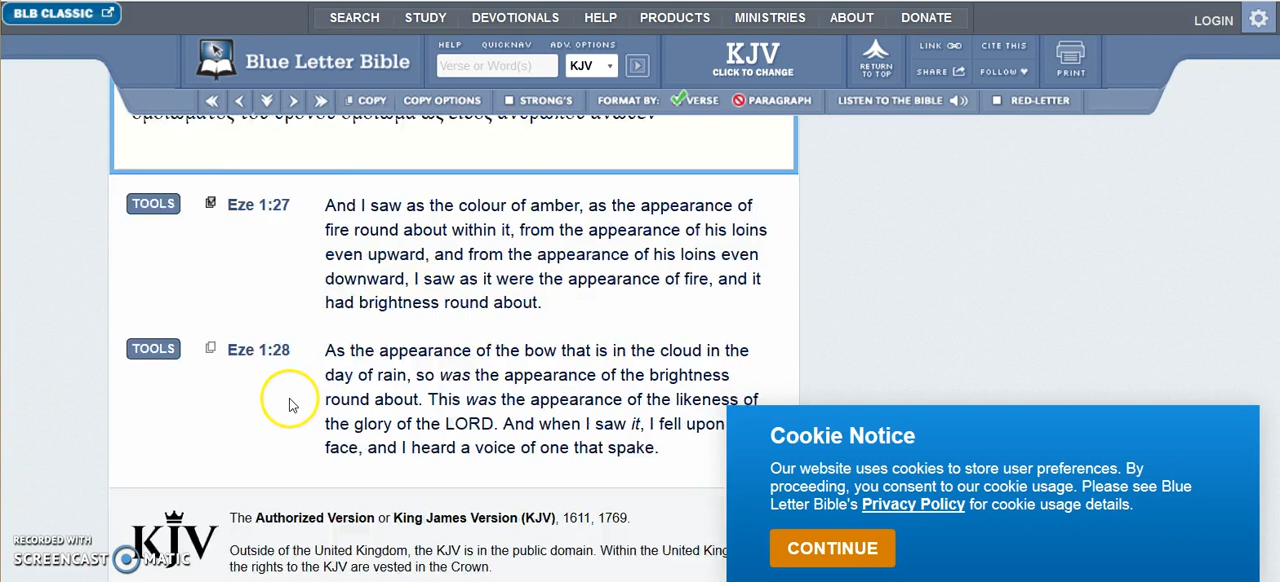 BLB CLASSIC
SEARCH STUDY DEVOTIONALS HELP PRODUCTS MINISTRIES ABOUT DONATE
LOGIN
Blue Letter Bible
HELP QUICKNAV ADV. OPTIONS
Verse or Word(s) KJV
KJV
CLICK TO CHANGE
RETURN
TO TOP
LINK CITE THIS
SHARE FOLLOW
PRINT
COPY COPY OPTIONS STRONG'S FORMAT BY: VERSE PARAGRAPH LISTEN TO THE BIBLE RED-LETTER
TOOLS Eze 1:27 And I saw as the colour of amber, as the appearance of
fire round about within it, from the appearance of his loins
even upward, and from the appearance of his loins even
downward, I saw as it were the appearance of fire, and it
had brightness round about.
TOOLS Eze 1:28 As the appearance of the bow that is in the cloud in the
day of rain, so was the appearance of the brightness
round about. This was the appearance of the likeness of
the glory of the LORD. And when I saw it, I fell upon
face, and I heard a voice of one that spake.
KJV
The Authorized Version or King James Version (KJV), 1611, 1769.
Outside of the United Kingdom, the KJV is in the public domain. Within the United
the rights to the KJV are vested in the Crown.
Cookie Notice
Our website uses cookies to store user preferences. By
proceeding, you consent to our cookie usage. Please see Blue
Letter Bible's Privacy Policy for cookie usage details.
CONTINUE
RECORDED WITH
SCREENCAST MATIC